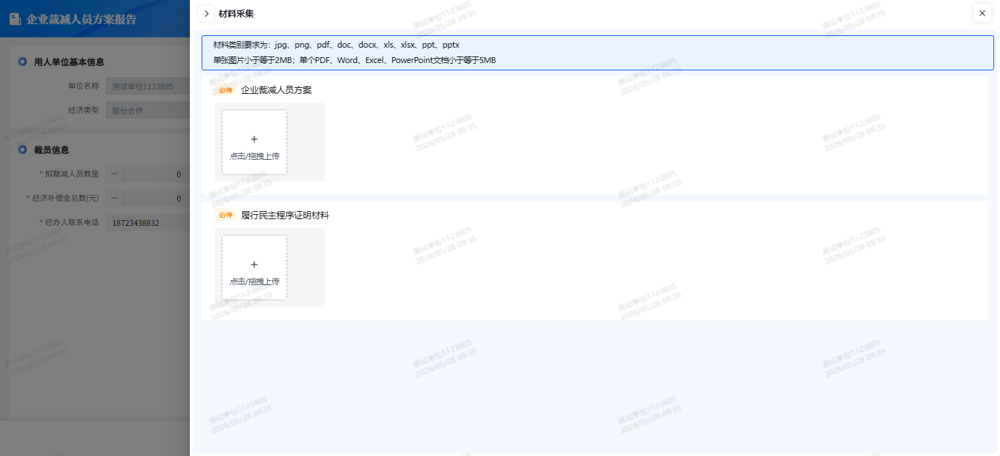 企业裁减人员方案报告
用人单位基本信息
单位名称 测试单位1123805
经济类型 股份合作
裁员信息
* 拟裁减人员数量 — 0
* 经济补偿金总数(元) — 0
* 经办人联系电话 18723438832
材料采集
材料类别要求为：jpg、png、pdf、doc、docx、xls、xlsx、ppt、pptx
单张图片小于等于2MB；单个PDF、Word、Excel、PowerPoint文档小于等于5MB
必传 企业裁减人员方案
+
点击/拖拽上传
必传 履行民主程序证明材料
+
点击/拖拽上传
测试单位1123805
2026/05/28 09:35